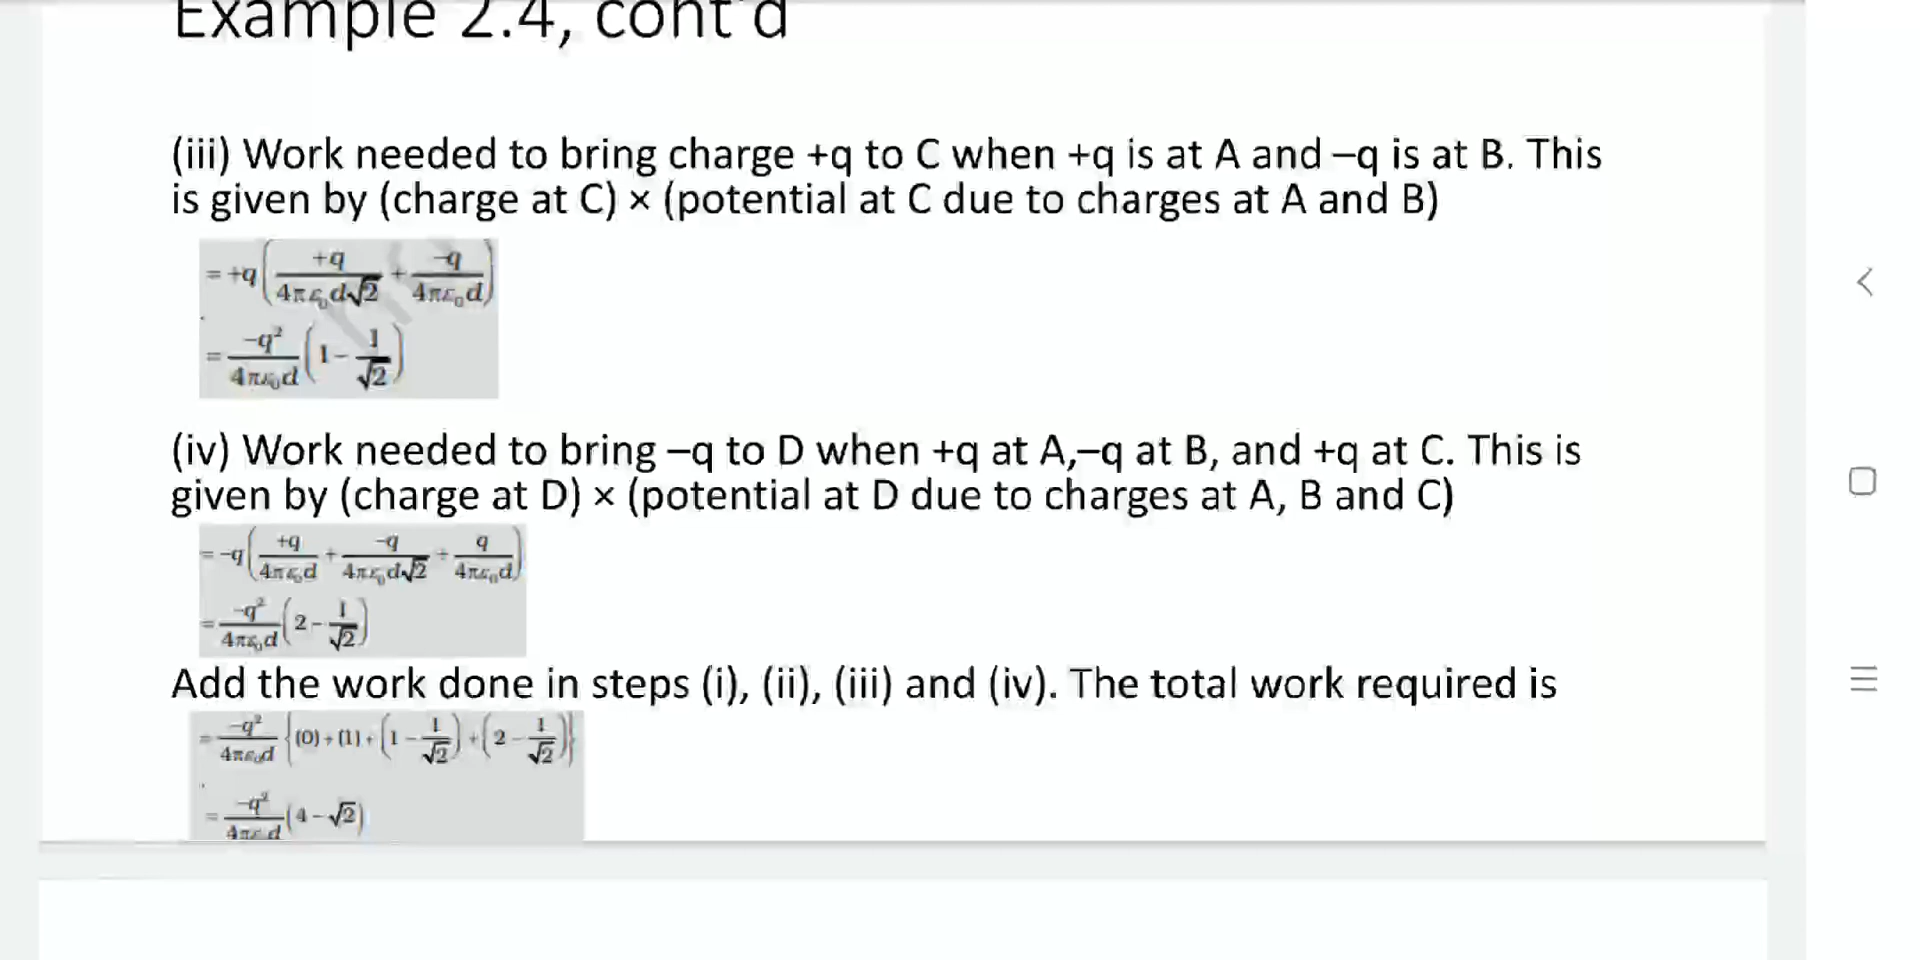 Example 2.4, cont'd
(iii) Work needed to bring charge +q to C when +q is at A and –q is at B. This
is given by (charge at C) × (potential at C due to charges at A and B)
= +q ( +q / 4πε₀d√2 + –q / 4πε₀d )
= –q² / 4πε₀d ( 1 – 1/√2 )
(iv) Work needed to bring –q to D when +q at A,–q at B, and +q at C. This is
given by (charge at D) × (potential at D due to charges at A, B and C)
= –q ( +q / 4πε₀d + –q / 4πε₀d√2 + q / 4πε₀d )
= –q² / 4πε₀d ( 2 – 1/√2 )
Add the work done in steps (i), (ii), (iii) and (iv). The total work required is
= –q² / 4πε₀d { (0) + (1) + ( 1 – 1/√2 ) + ( 2 – 1/√2 ) }
= –q² / 4πε₀d ( 4 – √2 )